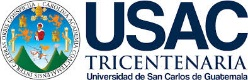 USAC
TRICENTENARIA
Universidad de San Carlos de Guatemala